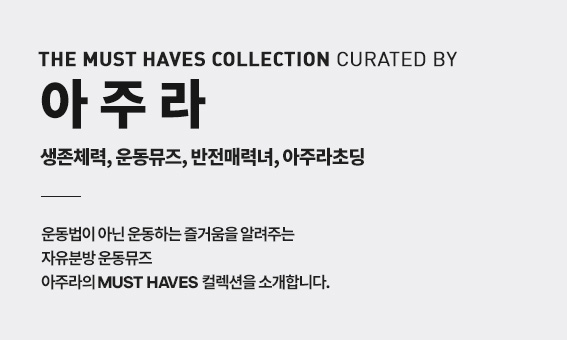 THE MUST HAVES COLLECTION CURATED BY
아주라
생존체력, 운동뮤즈, 반전매력녀, 아주라초딩
운동법이 아닌 운동하는 즐거움을 알려주는
자유분방 운동뮤즈
아주라의 MUST HAVES 컬렉션을 소개합니다.